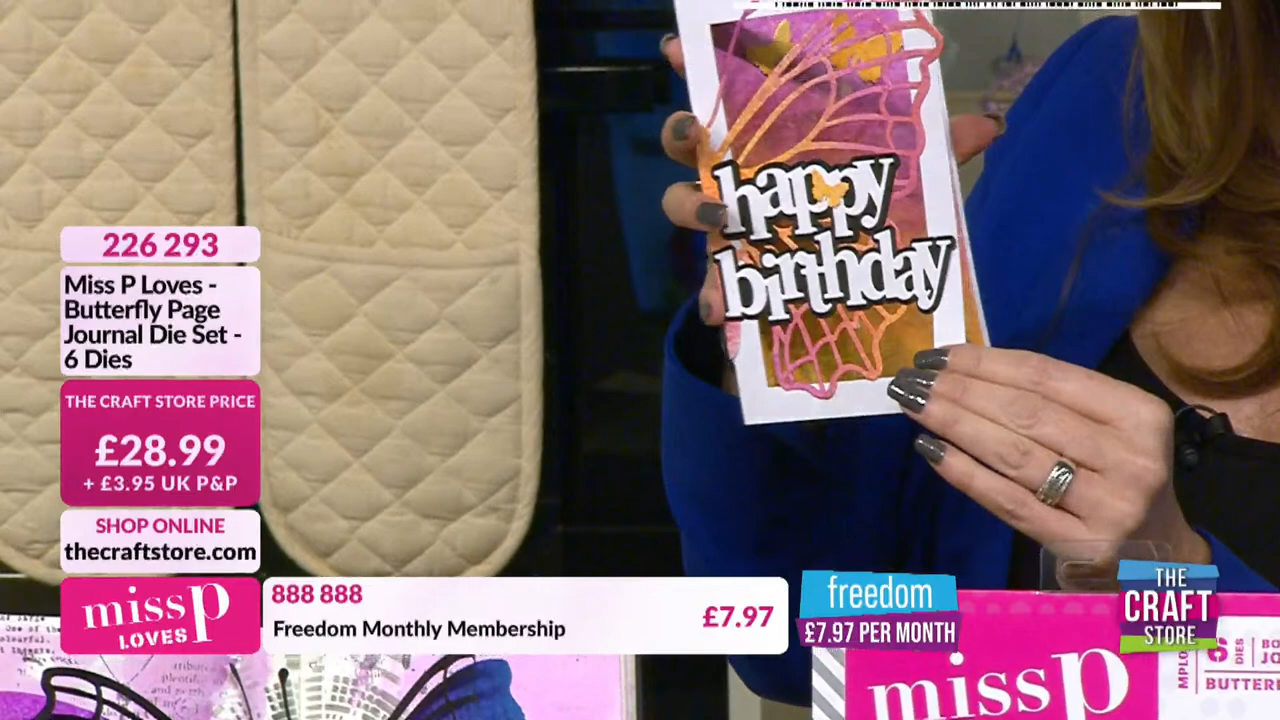 happy
birthday
226 293
Miss P Loves -
Butterfly Page
Journal Die Set -
6 Dies
THE CRAFT STORE PRICE
£28.99
+ £3.95 UK P&P
SHOP ONLINE
thecraftstore.com
miss p
LOVES
888 888
Freedom Monthly Membership
£7.97
freedom
£7.97 PER MONTH
THE
CRAFT
STORE
miss p
6
DIES
BUTTER